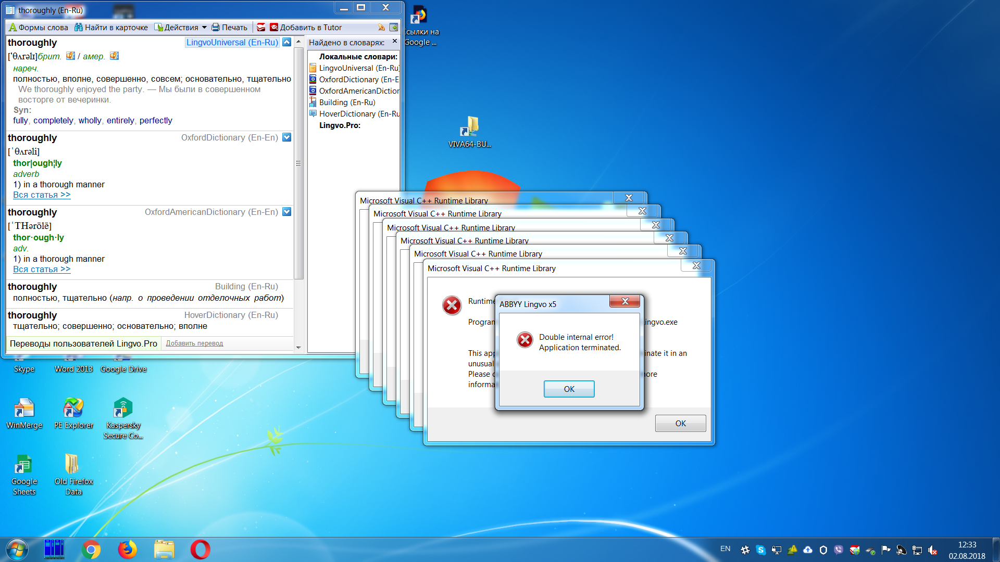 thoroughly (En-Ru)
Формы слова Найти в карточке Действия Печать Добавить в Tutor
thoroughly LingvoUniversal (En-Ru)
['θʌrəlɪ]брит. / амер.
нареч.
полностью, вполне, совершенно, совсем; основательно, тщательно
We thoroughly enjoyed the party. — Мы были в совершенном
восторге от вечеринки.
Syn:
fully, completely, wholly, entirely, perfectly
thoroughly OxfordDictionary (En-En)
[ˈθʌrəli]
thor|ough¦ly
adverb
1) in a thorough manner
Вся статья >>
thoroughly OxfordAmericanDictionary (En-En)
[ˈTHərōlē]
thor·ough·ly
adv.
1) in a thorough manner
Вся статья >>
thoroughly Building (En-Ru)
полностью, тщательно (напр. о проведении отделочных работ)
thoroughly HoverDictionary (En-Ru)
тщательно; совершенно; основательно; вполне
Переводы пользователей Lingvo.Pro Добавить перевод
Найдено в словарях:
Локальные словари:
LingvoUniversal (En-Ru)
OxfordDictionary (En-E
OxfordAmericanDiction
Building (En-Ru)
HoverDictionary (En-Ru
Lingvo.Pro:
Ссылки на
Google ...
VIVA64-BU...
Microsoft Visual C++ Runtime Library
Microsoft Visual C++ Runtime Library
Microsoft Visual C++ Runtime Library
Microsoft Visual C++ Runtime Library
Microsoft Visual C++ Runtime Library
Microsoft Visual C++ Runtime Library
Runtime
Program ingvo.exe
This app inate it in an
unusual
Please c ore
informa
OK
ABBYY Lingvo x5
Double internal error!
Application terminated.
OK
Skype
Word 2013
Google Drive
WinMerge
PE Explorer
Kaspersky
Secure Co...
Google
Sheets
Old Firefox
Data
EN
12:33
02.08.2018